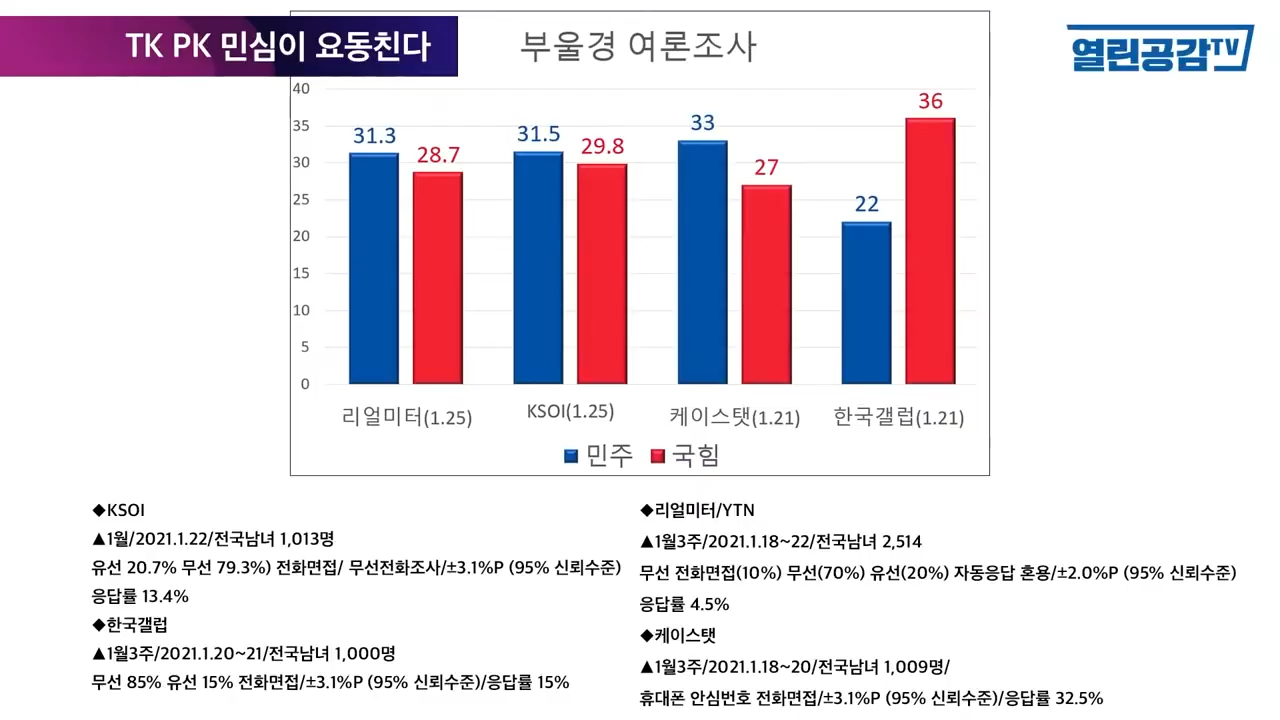 TK PK 민심이 요동친다
부울경 여론조사
열린공감TV
40
35
30
25
20
15
10
5
0
31.3
28.7
31.5
29.8
33
27
22
36
리얼미터(1.25)
KSOI(1.25)
케이스탯(1.21)
한국갤럽(1.21)
민주
국힘
◆KSOI
▲1월/2021.1.22/전국남녀 1,013명
유선 20.7% 무선 79.3%) 전화면접/ 무선전화조사/±3.1%P (95% 신뢰수준)
응답률 13.4%
◆한국갤럽
▲1월3주/2021.1.20~21/전국남녀 1,000명
무선 85% 유선 15% 전화면접/±3.1%P (95% 신뢰수준)/응답률 15%
◆리얼미터/YTN
▲1월3주/2021.1.18~22/전국남녀 2,514
무선 전화면접(10%) 무선(70%) 유선(20%) 자동응답 혼용/±2.0%P (95% 신뢰수준)
응답률 4.5%
◆케이스탯
▲1월3주/2021.1.18~20/전국남녀 1,009명/
휴대폰 안심번호 전화면접/±3.1%P (95% 신뢰수준)/응답률 32.5%